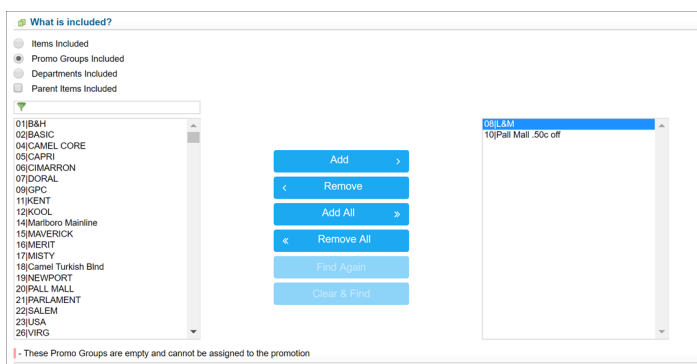 What is included?
Items Included
Promo Groups Included
Departments Included
Parent Items Included
01|B&H
02|BASIC
04|CAMEL CORE
05|CAPRI
06|CIMARRON
07|DORAL
09|GPC
11|KENT
12|KOOL
14|Marlboro Mainline
15|MAVERICK
16|MERIT
17|MISTY
18|Camel Turkish Blnd
19|NEWPORT
20|PALL MALL
21|PARLAMENT
22|SALEM
23|USA
26|VIRG
Add
Remove
Add All
Remove All
Find Again
Clear & Find
08|L&M
10|Pall Mall .50c off
- These Promo Groups are empty and cannot be assigned to the promotion